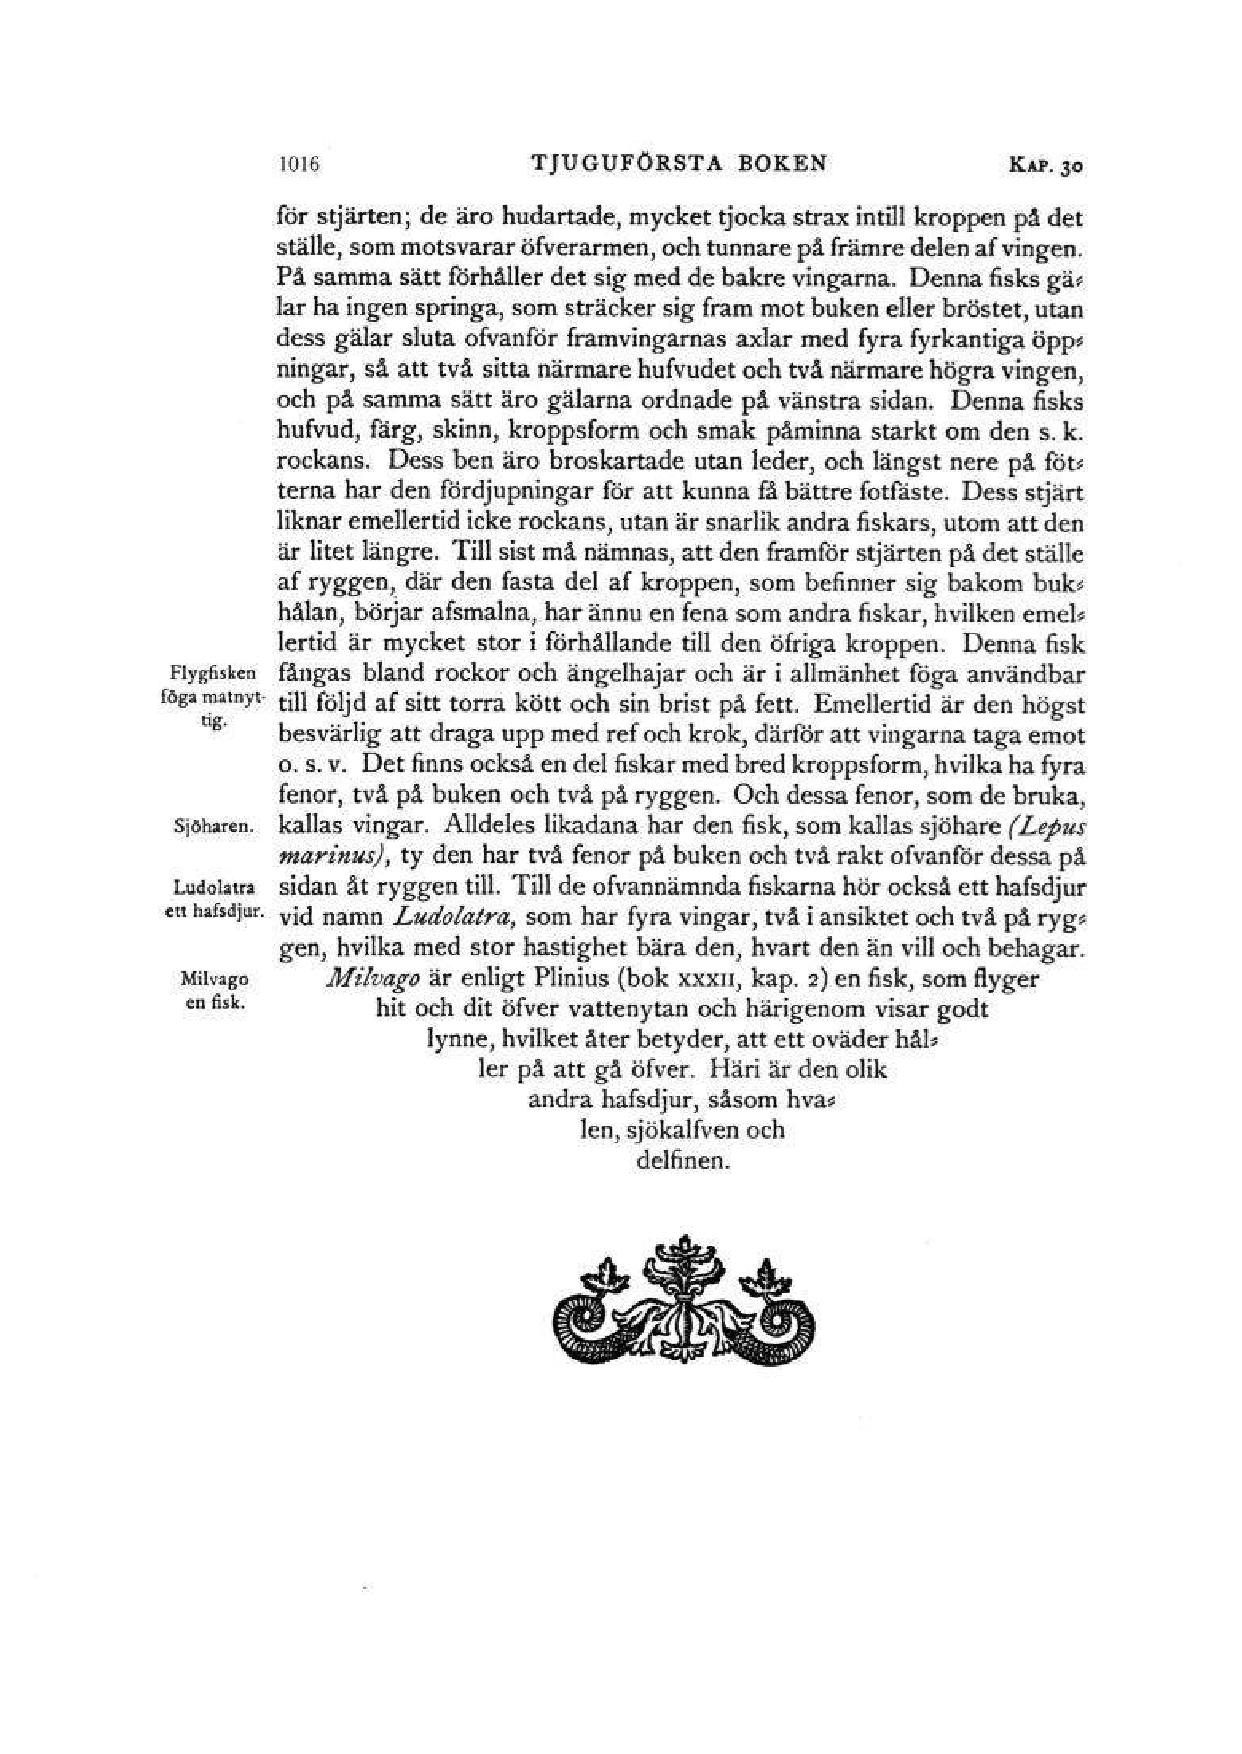 1016 TJUGUFÖRSTA BOKEN KAP. 30
för stjärten; de äro hudartade, mycket tjocka strax intill kroppen på det
ställe, som motsvarar öfverarmen, och tunnare på främre delen af vingen.
På samma sätt förhåller det sig med de bakre vingarna. Denna fisks gä-
lar ha ingen springa, som sträcker sig fram mot buken eller bröstet, utan
dess gälar sluta ofvanför framvingarnas axlar med fyra fyrkantiga öpp-
ningar, så att två sitta närmare hufvudet och två närmare högra vingen,
och på samma sätt äro gälarna ordnade på vänstra sidan. Denna fisks
hufvud, färg, skinn, kroppsform och smak påminna starkt om den s. k.
rockans. Dess ben äro broskartade utan leder, och längst nere på föt-
terna har den fördjupningar för att kunna få bättre fotfäste. Dess stjärt
liknar emellertid icke rockans, utan är snarlik andra fiskars, utom att den
är litet längre. Till sist må nämnas, att den framför stjärten på det ställe
af ryggen, där den fasta del af kroppen, som befinner sig bakom buk-
hålan, börjar afsmalna, har ännu en fena som andra fiskar, hvilken emel-
lertid är mycket stor i förhållande till den öfriga kroppen. Denna fisk
Flygfisken fångas bland rockor och ängelhajar och är i allmänhet föga användbar
föga matnyt- till följd af sitt torra kött och sin brist på fett. Emellertid är den högst
tig. besvärlig att draga upp med ref och krok, därför att vingarna taga emot
o. s. v. Det finns också en del fiskar med bred kroppsform, hvilka ha fyra
fenor, två på buken och två på ryggen. Och dessa fenor, som de bruka,
Sjöharen. kallas vingar. Alldeles likadana har den fisk, som kallas sjöhare (Lepus
marinus), ty den har två fenor på buken och två rakt ofvanför dessa på
Ludolatra sidan åt ryggen till. Till de ofvannämnda fiskarna hör också ett hafsdjur
ett hafsdjur. vid namn Ludolatra, som har fyra vingar, två i ansiktet och två på ryg-
gen, hvilka med stor hastighet bära den, hvart den än vill och behagar.
Milvago Milvago är enligt Plinius (bok XXXII, kap. 2) en fisk, som flyger
en fisk. hit och dit öfver vattenytan och härigenom visar godt
lynne, hvilket åter betyder, att ett oväder hål-
ler på att gå öfver. Häri är den olik
andra hafsdjur, såsom hva-
len, sjökalfven och
delfinen.